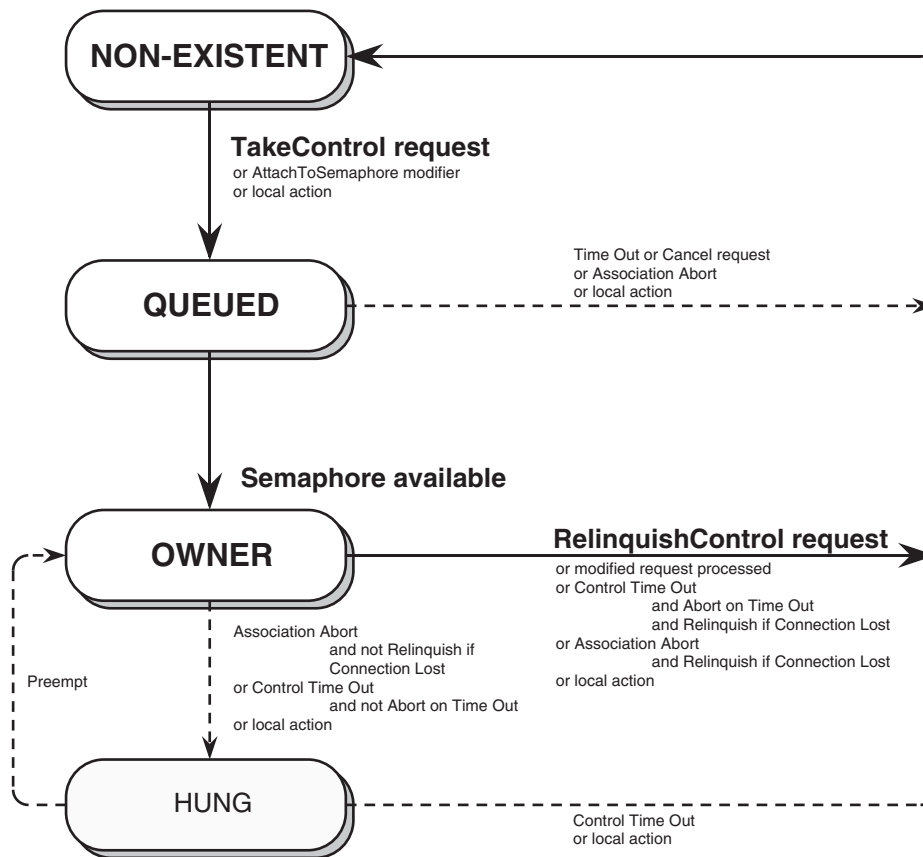 NON-EXISTENT
TakeControl request
or AttachToSemaphore modifier
or local action
Time Out or Cancel request
or Association Abort
or local action
QUEUED
Semaphore available
OWNER
RelinquishControl request
or modified request processed
or Control Time Out
and Abort on Time Out
and Relinquish if Connection Lost
or Association Abort
and Relinquish if Connection Lost
or local action
Association Abort
and not Relinquish if
Connection Lost
or Control Time Out
and not Abort on Time Out
or local action
Preempt
HUNG
Control Time Out
or local action